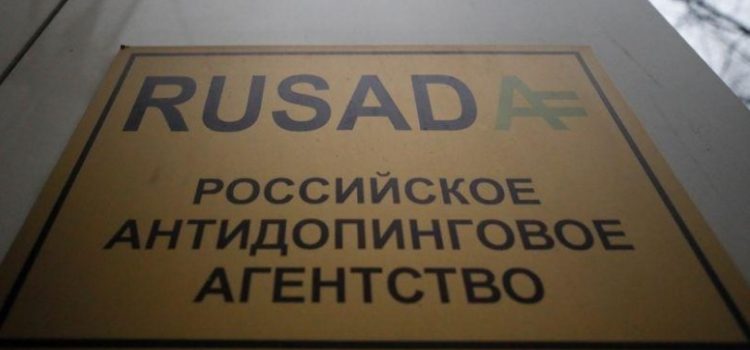 RUSADA
РОССИЙСКОЕ
АНТИДОПИНГОВОЕ
АГЕНТСТВО